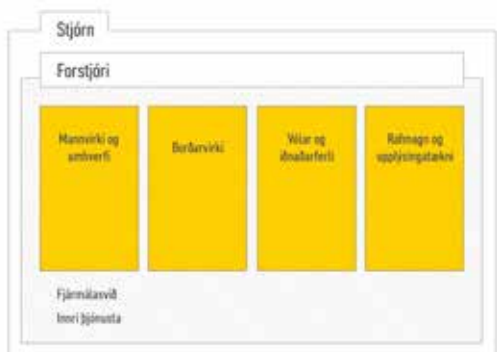 Stjórn
Forstjóri
Mannvirki og
umhverfi
Burðarvirki
Vélar og
iðnaðarferli
Rafmagn og
upplýsingatækni
Fjármálasvið
Innri þjónusta